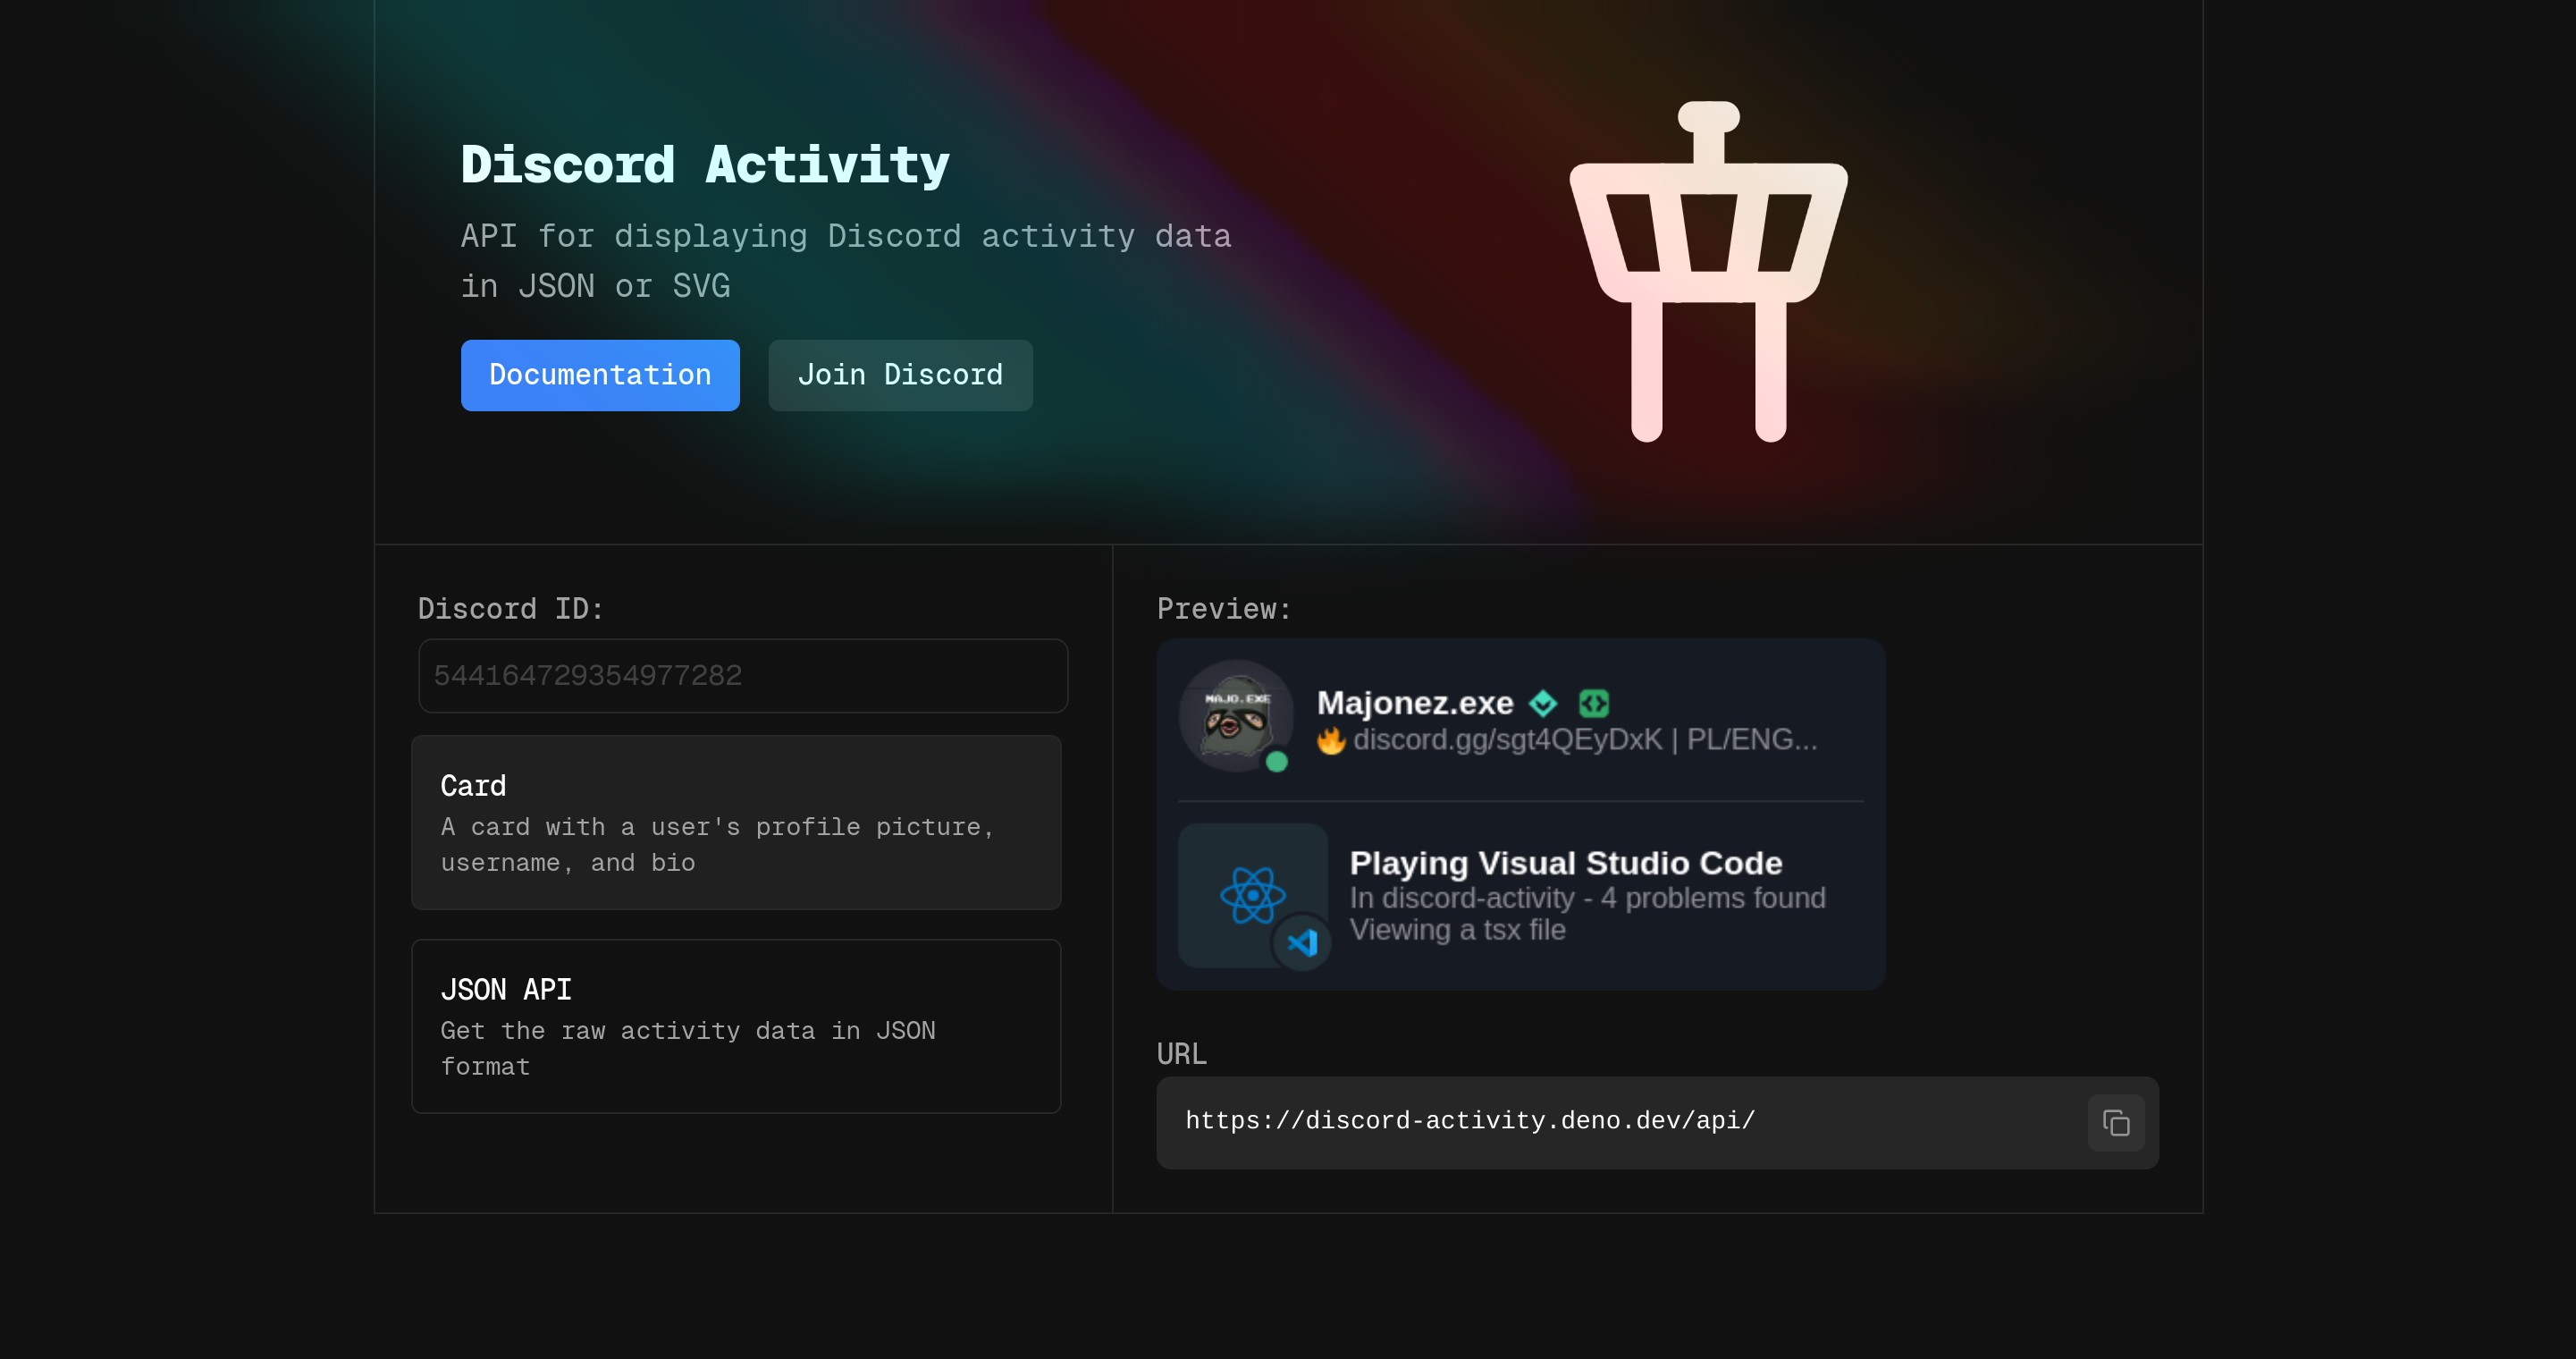 Discord Activity
API for displaying Discord activity data
in JSON or SVG
Documentation
Join Discord
Discord ID:
544164729354977282
Card
A card with a user's profile picture,
username, and bio
JSON API
Get the raw activity data in JSON
format
Preview:
MAJO.EXE
Majonez.exe
🔥 discord.gg/sgt4QEyDxK | PL/ENG...
Playing Visual Studio Code
In discord-activity - 4 problems found
Viewing a tsx file
URL
https://discord-activity.deno.dev/api/